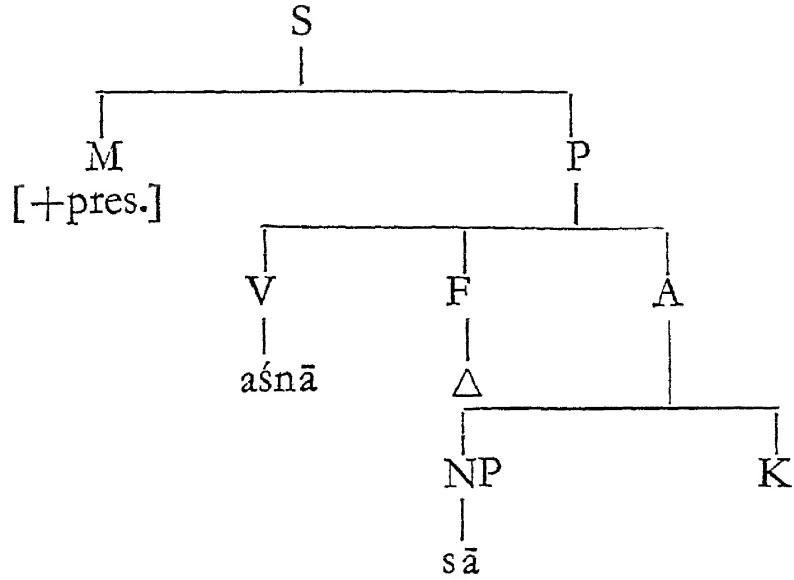 S
M P
[+pres.]
V F A
aśnā △
NP K
sā